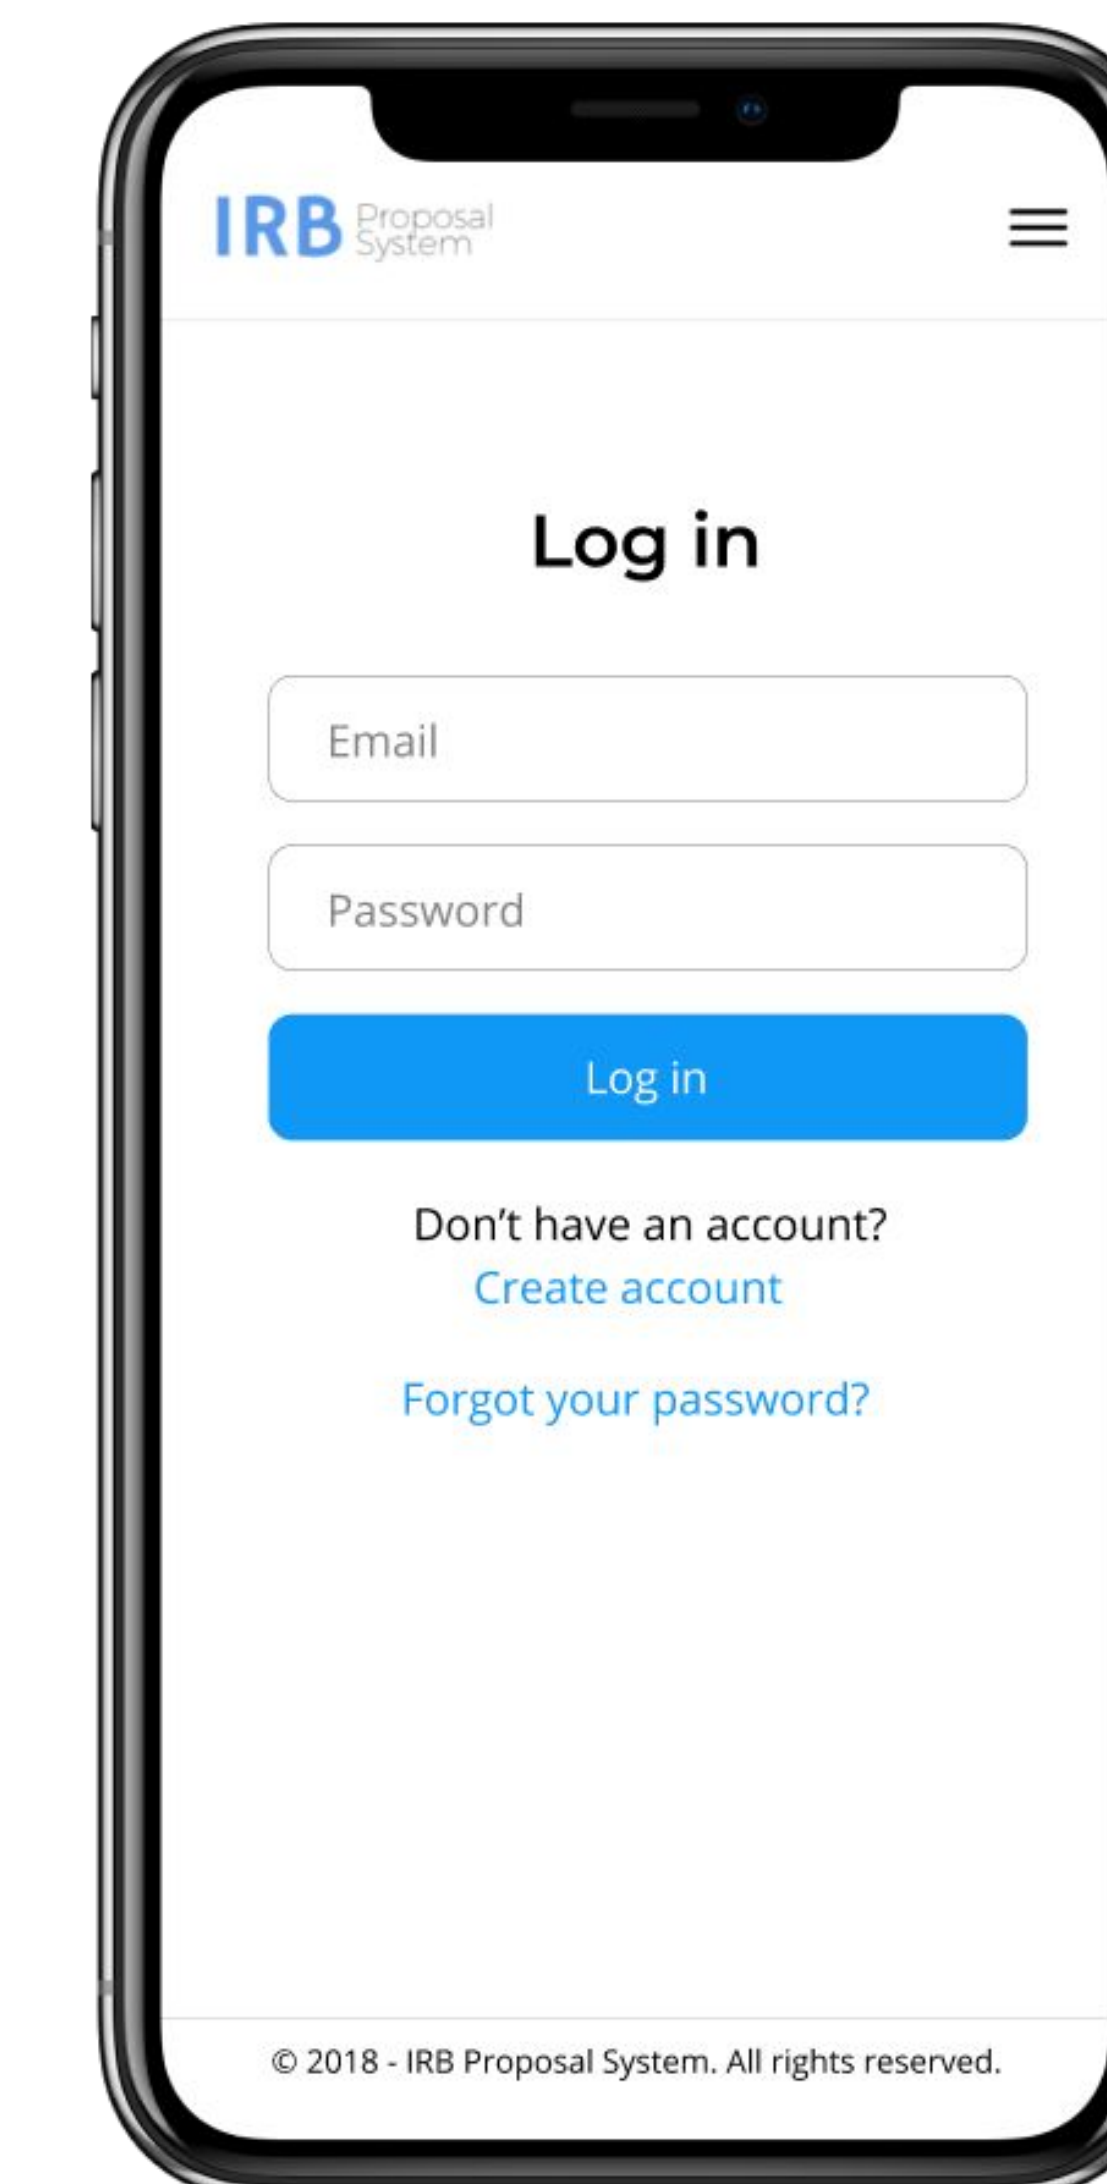 IRB Proposal
System
Log in
Email
Password
Log in
Don’t have an account?
Create account
Forgot your password?
© 2018 - IRB Proposal System. All rights reserved.